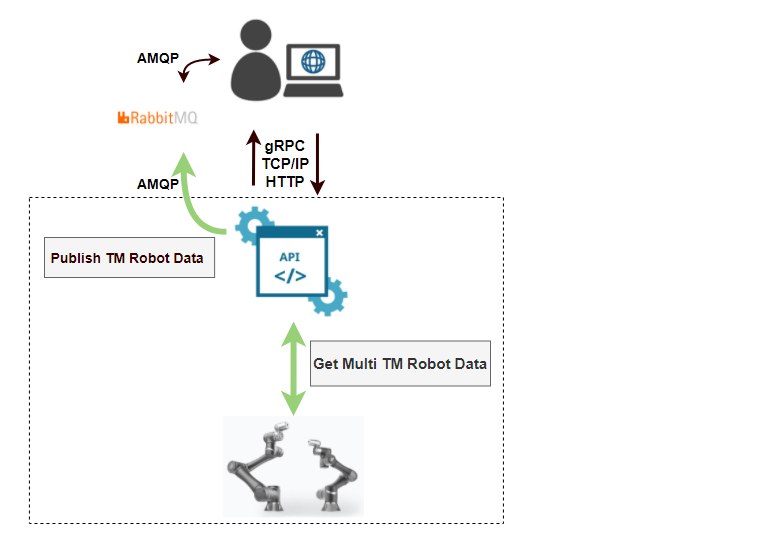 AMQP
RabbitMQ
gRPC
TCP/IP
HTTP
AMQP
API
</>
Publish TM Robot Data
Get Multi TM Robot Data